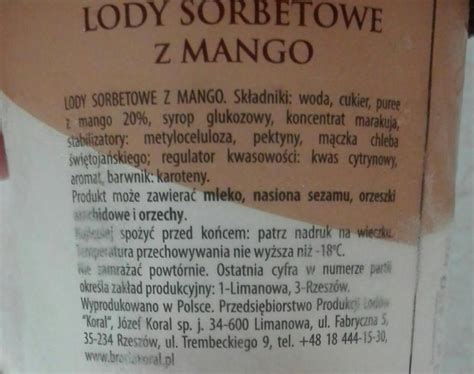 LODY SORBETOWE
Z MANGO
LODY SORBETOWE Z MANGO. Składniki: woda, cukier, puree
z mango 20%, syrop glukozowy, koncentrat marakuja,
stabilizatory: metyloceluloza, pektyny, mączka chleba
świętojańskiego; regulator kwasowości: kwas cytrynowy,
aromat, barwnik: karoteny.
Produkt może zawierać mleko, nasiona sezamu, orzeszki
arachidowe i orzechy.
Najlepiej spożyć przed końcem: patrz nadruk na wieczku.
Temperatura przechowywania nie wyższa niż -18°C.
Nie zamrażać powtórnie. Ostatnia cyfra w numerze partii
określa zakład produkcyjny: 1-Limanowa, 3-Rzeszów.
Wyprodukowano w Polsce. Przedsiębiorstwo Produkcji Lodów
"Koral", Józef Koral sp. j. 34-600 Limanowa, ul. Fabryczna 5,
35-234 Rzeszów, ul. Trembeckiego 9, tel. +48 18 444-15-30,